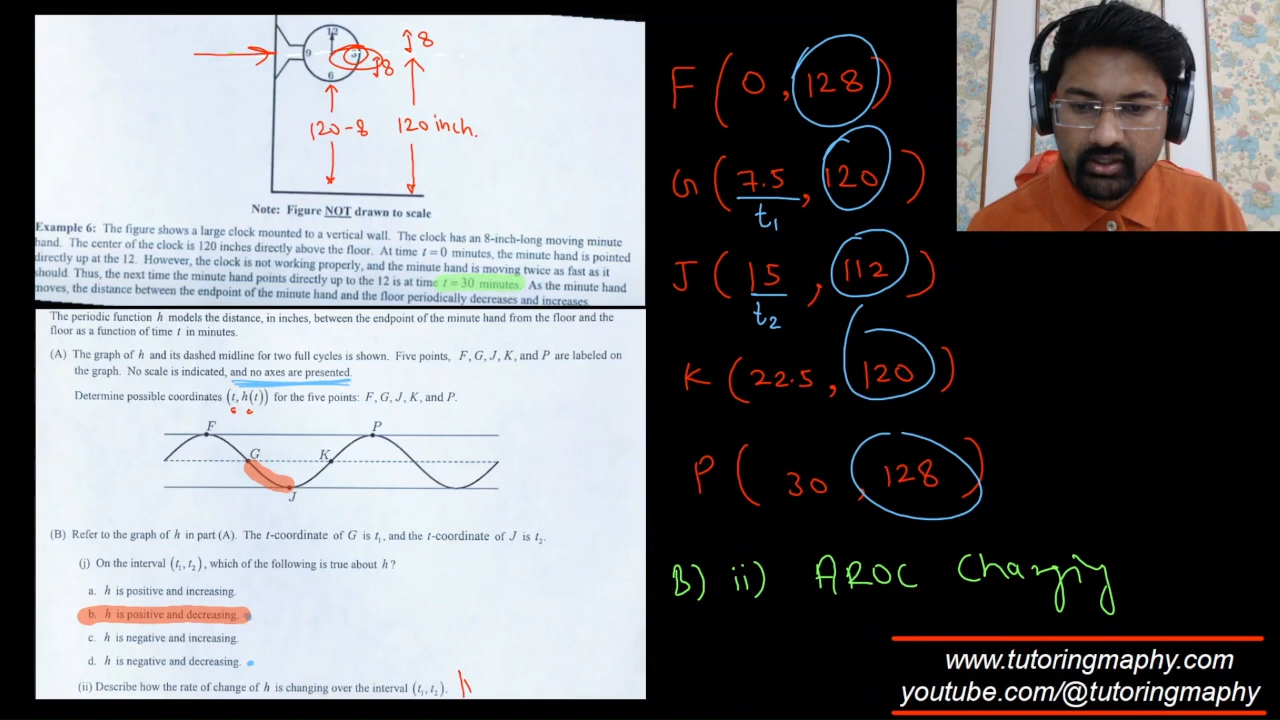 12
9
3
6
8
8
120-8
120 inch.
Note: Figure NOT drawn to scale
Example 6: The figure shows a large clock mounted to a vertical wall. The clock has an 8-inch-long moving minute
hand. The center of the clock is 120 inches directly above the floor. At time t = 0 minutes, the minute hand is pointed
directly up at the 12. However, the clock is not working properly, and the minute hand is moving twice as fast as it
should. Thus, the next time the minute hand points directly up to the 12 is at time t = 30 minutes. As the minute hand
moves, the distance between the endpoint of the minute hand and the floor periodically decreases and increases.
The periodic function h models the distance, in inches, between the endpoint of the minute hand from the floor and the
floor as a function of time t in minutes.
(A) The graph of h and its dashed midline for two full cycles is shown. Five points, F, G, J, K, and P are labeled on
the graph. No scale is indicated, and no axes are presented.
Determine possible coordinates (t, h(t)) for the five points: F, G, J, K, and P.
F
P
G
K
J
(B) Refer to the graph of h in part (A). The t-coordinate of G is t₁, and the t-coordinate of J is t₂.
(i) On the interval (t₁, t₂), which of the following is true about h?
a. h is positive and increasing.
b. h is positive and decreasing.
c. h is negative and increasing.
d. h is negative and decreasing.
(ii) Describe how the rate of change of h is changing over the interval (t₁, t₂).
F (0, 128)
G (7.5, 120)
t₁
J (15, 112)
t₂
K (22.5, 120)
P (30, 128)
B) ii) AROC Changing
www.tutoringmaphy.com
youtube.com/@tutoringmaphy